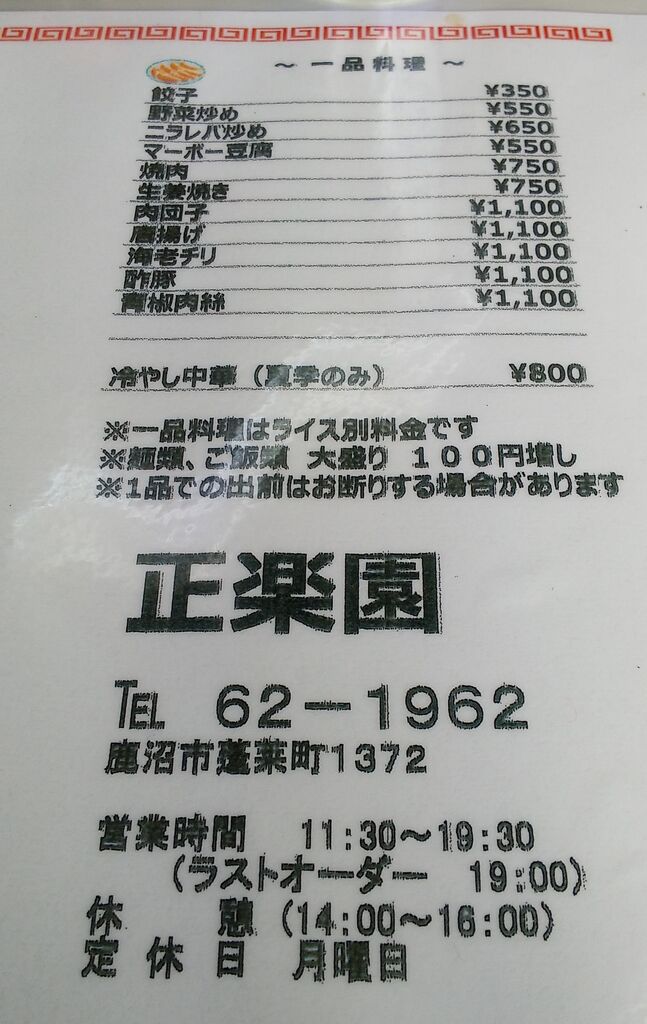 ～ 一品料理 ～
餃子 ¥350
野菜炒め ¥550
ニラレバ炒め ¥650
マーボー豆腐 ¥550
焼肉 ¥750
生姜焼き ¥750
肉団子 ¥1,100
唐揚げ ¥1,100
海老チリ ¥1,100
酢豚 ¥1,100
青椒肉絲 ¥1,100
冷やし中華（夏季のみ） ¥800
※一品料理はライス別料金です
※麺類、ご飯類 大盛り １００円増し
※１品での出前はお断りする場合があります
正楽園
TEL 62－1962
鹿沼市蓬莱町1372
営業時間 11:30～19:30
（ラストオーダー 19:00）
休 憩（14:00～16:00）
定 休 日 月曜日